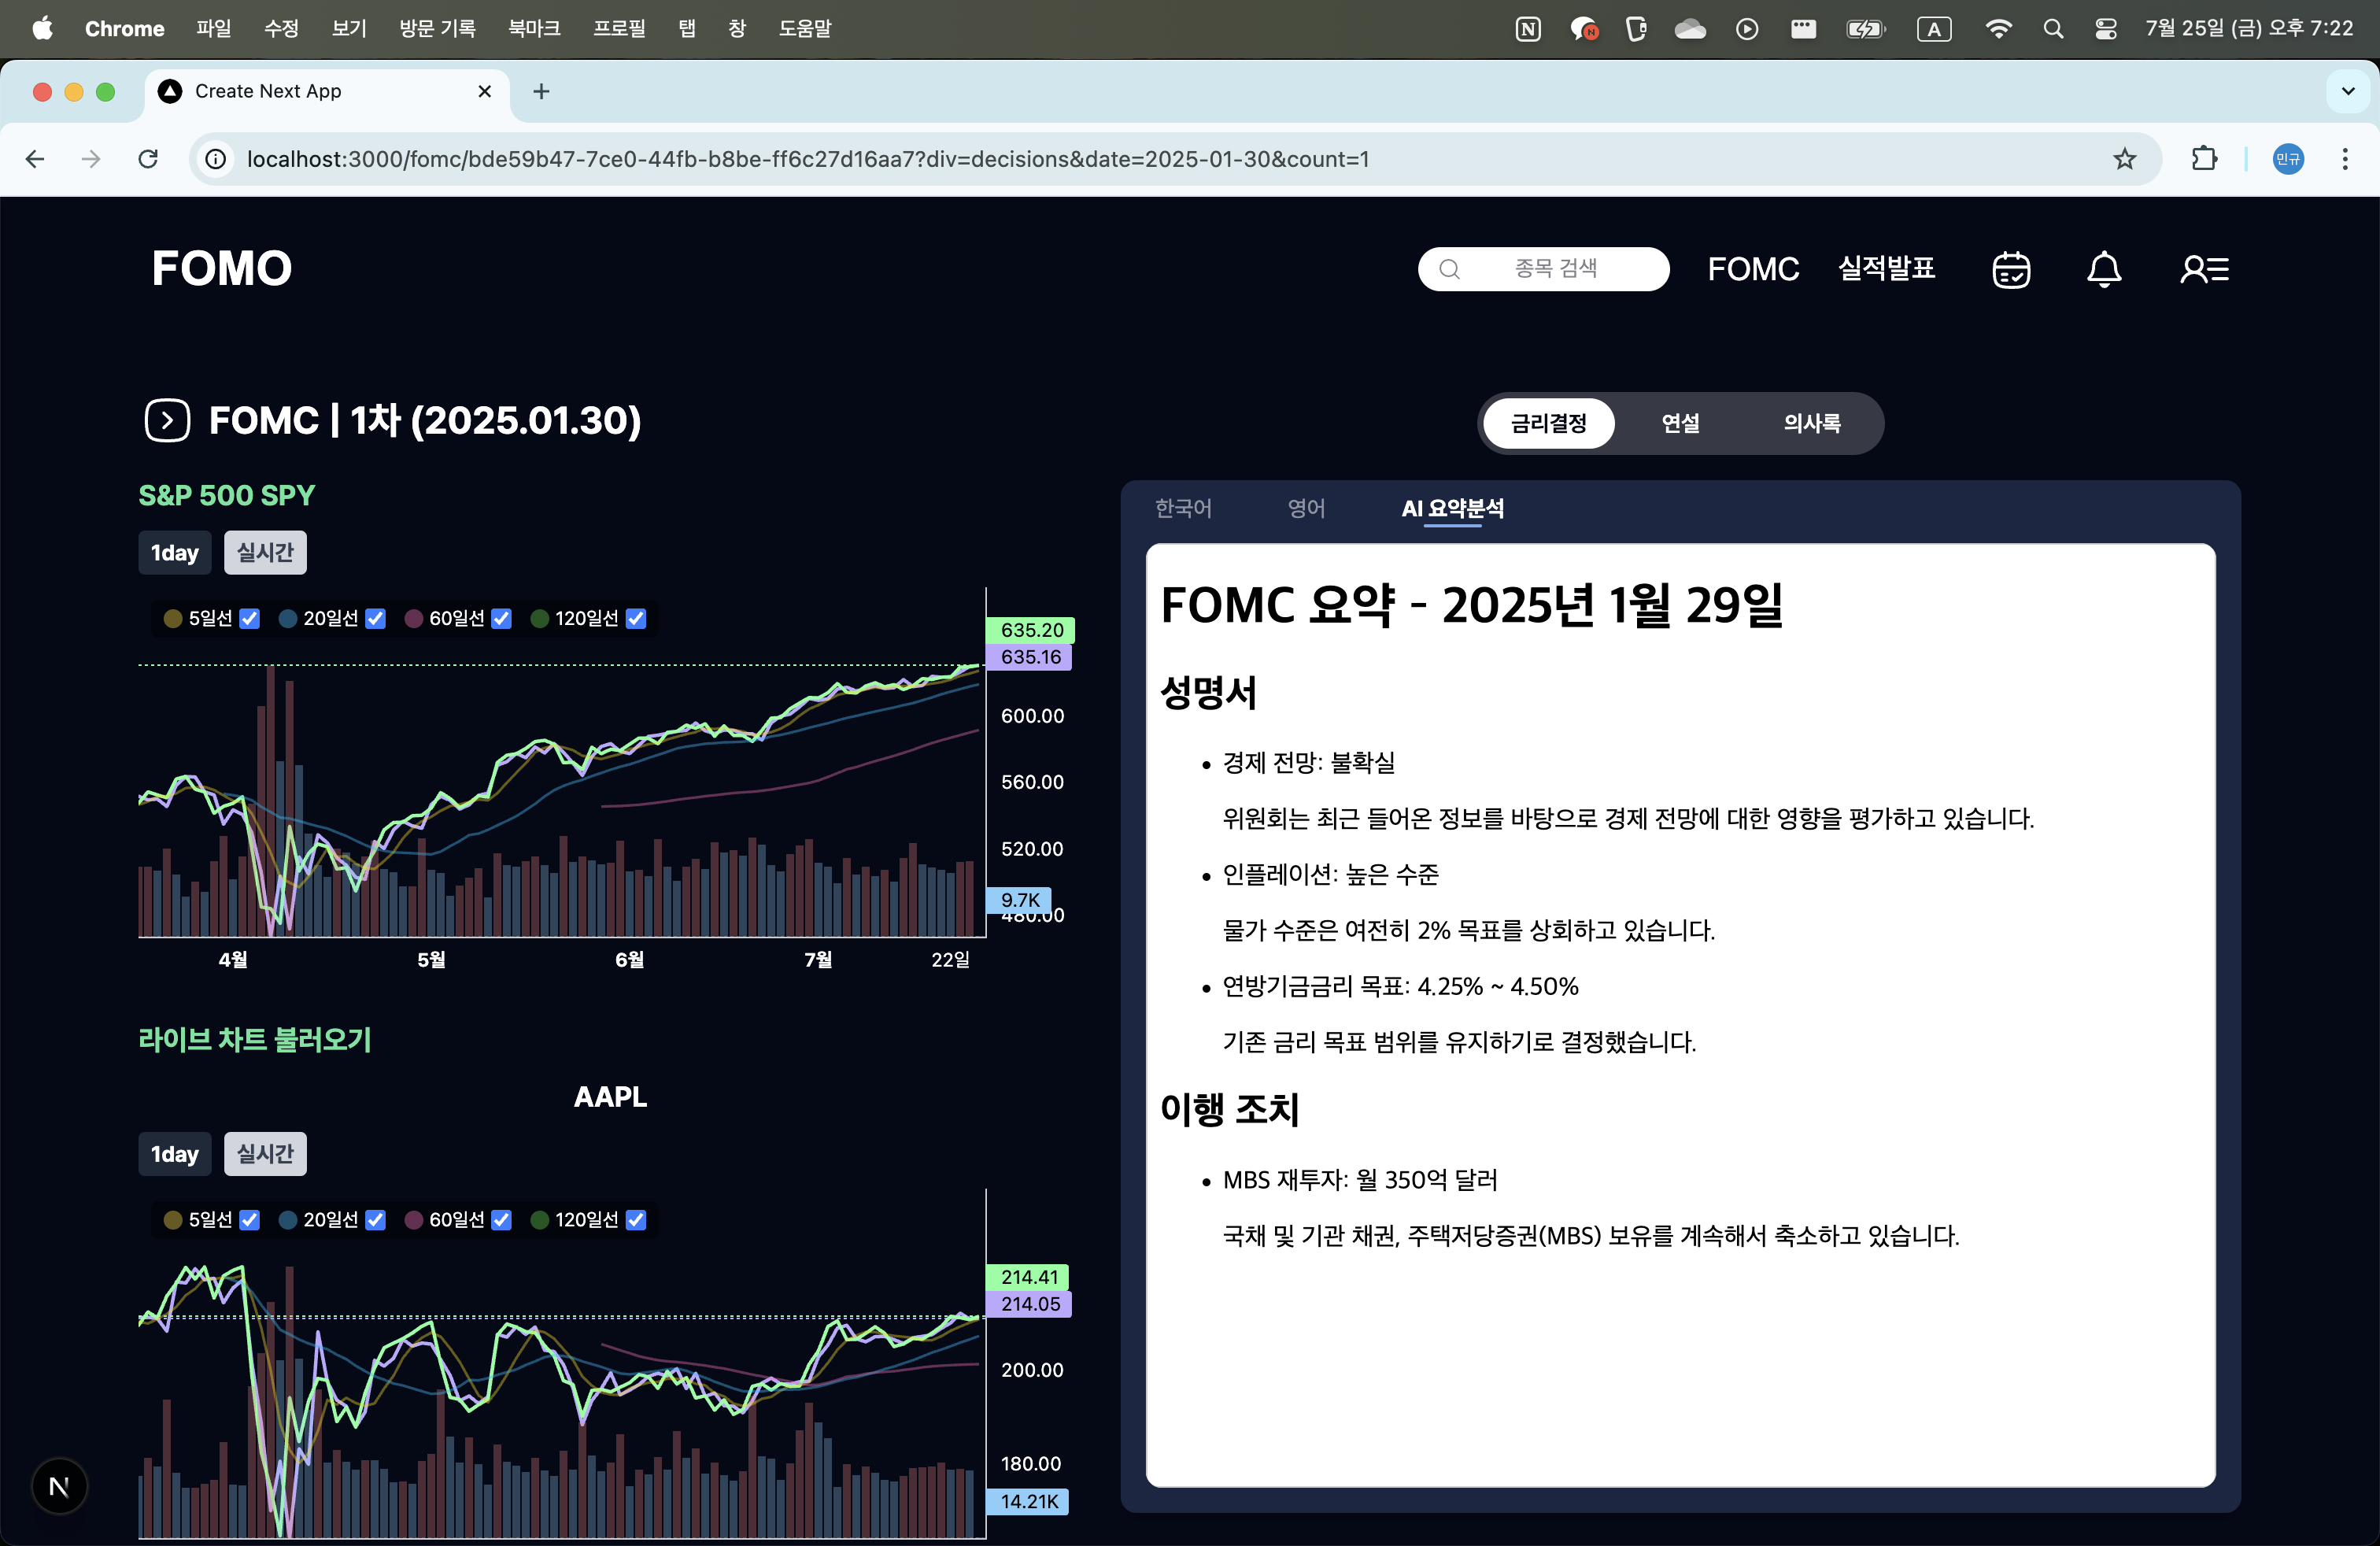 Chrome 파일 수정 보기 방문 기록 북마크 프로필 탭 창 도움말 N N A 7월 25일 (금) 오후 7:22
Create Next App
localhost:3000/fomc/bde59b47-7ce0-44fb-b8be-ff6c27d16aa7?div=decisions&date=2025-01-30&count=1 민규
FOMO 종목 검색 FOMC 실적발표
FOMC | 1차 (2025.01.30)
금리결정 연설 의사록
S&P 500 SPY
1day 실시간
5일선 20일선 60일선 120일선
635.20
635.16
600.00
560.00
520.00
9.7K
480.00
4월 5월 6월 7월 22일
라이브 차트 불러오기
AAPL
1day 실시간
5일선 20일선 60일선 120일선
214.41
214.05
200.00
180.00
14.21K
N
한국어 영어 AI 요약분석
FOMC 요약 - 2025년 1월 29일
성명서
• 경제 전망: 불확실
위원회는 최근 들어온 정보를 바탕으로 경제 전망에 대한 영향을 평가하고 있습니다.
• 인플레이션: 높은 수준
물가 수준은 여전히 2% 목표를 상회하고 있습니다.
• 연방기금금리 목표: 4.25% ~ 4.50%
기존 금리 목표 범위를 유지하기로 결정했습니다.
이행 조치
• MBS 재투자: 월 350억 달러
국채 및 기관 채권, 주택저당증권(MBS) 보유를 계속해서 축소하고 있습니다.